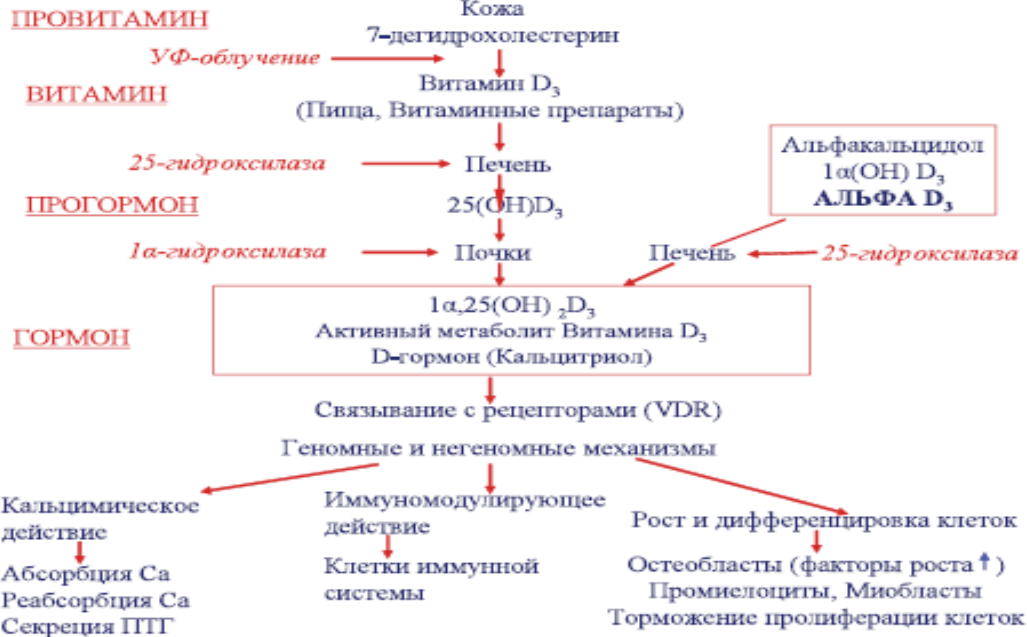 ПРОВИТАМИН
Кожа
7-дегидрохолестерин
УФ-облучение
ВИТАМИН
Витамин D₃
(Пища, Витаминные препараты)
25-гидроксилаза
Печень
Альфакальцидол
1α(OH) D₃
АЛЬФА D₃
ПРОГОРМОН
25(OH)D₃
1α-гидроксилаза
Почки
Печень
25-гидроксилаза
ГОРМОН
1α,25(OH) ₂D₃
Активный метаболит Витамина D₃
D-гормон (Кальцитриол)
Связывание с рецепторами (VDR)
Геномные и негеномные механизмы
Кальцимическое
действие
Абсорбция Ca
Реабсорбция Ca
Секреция ПТГ
Иммуномодулирующее
действие
Клетки иммунной
системы
Рост и дифференцировка клеток
Остеобласты (факторы роста↑)
Промиелоциты, Миобласты
Торможение пролиферации клеток